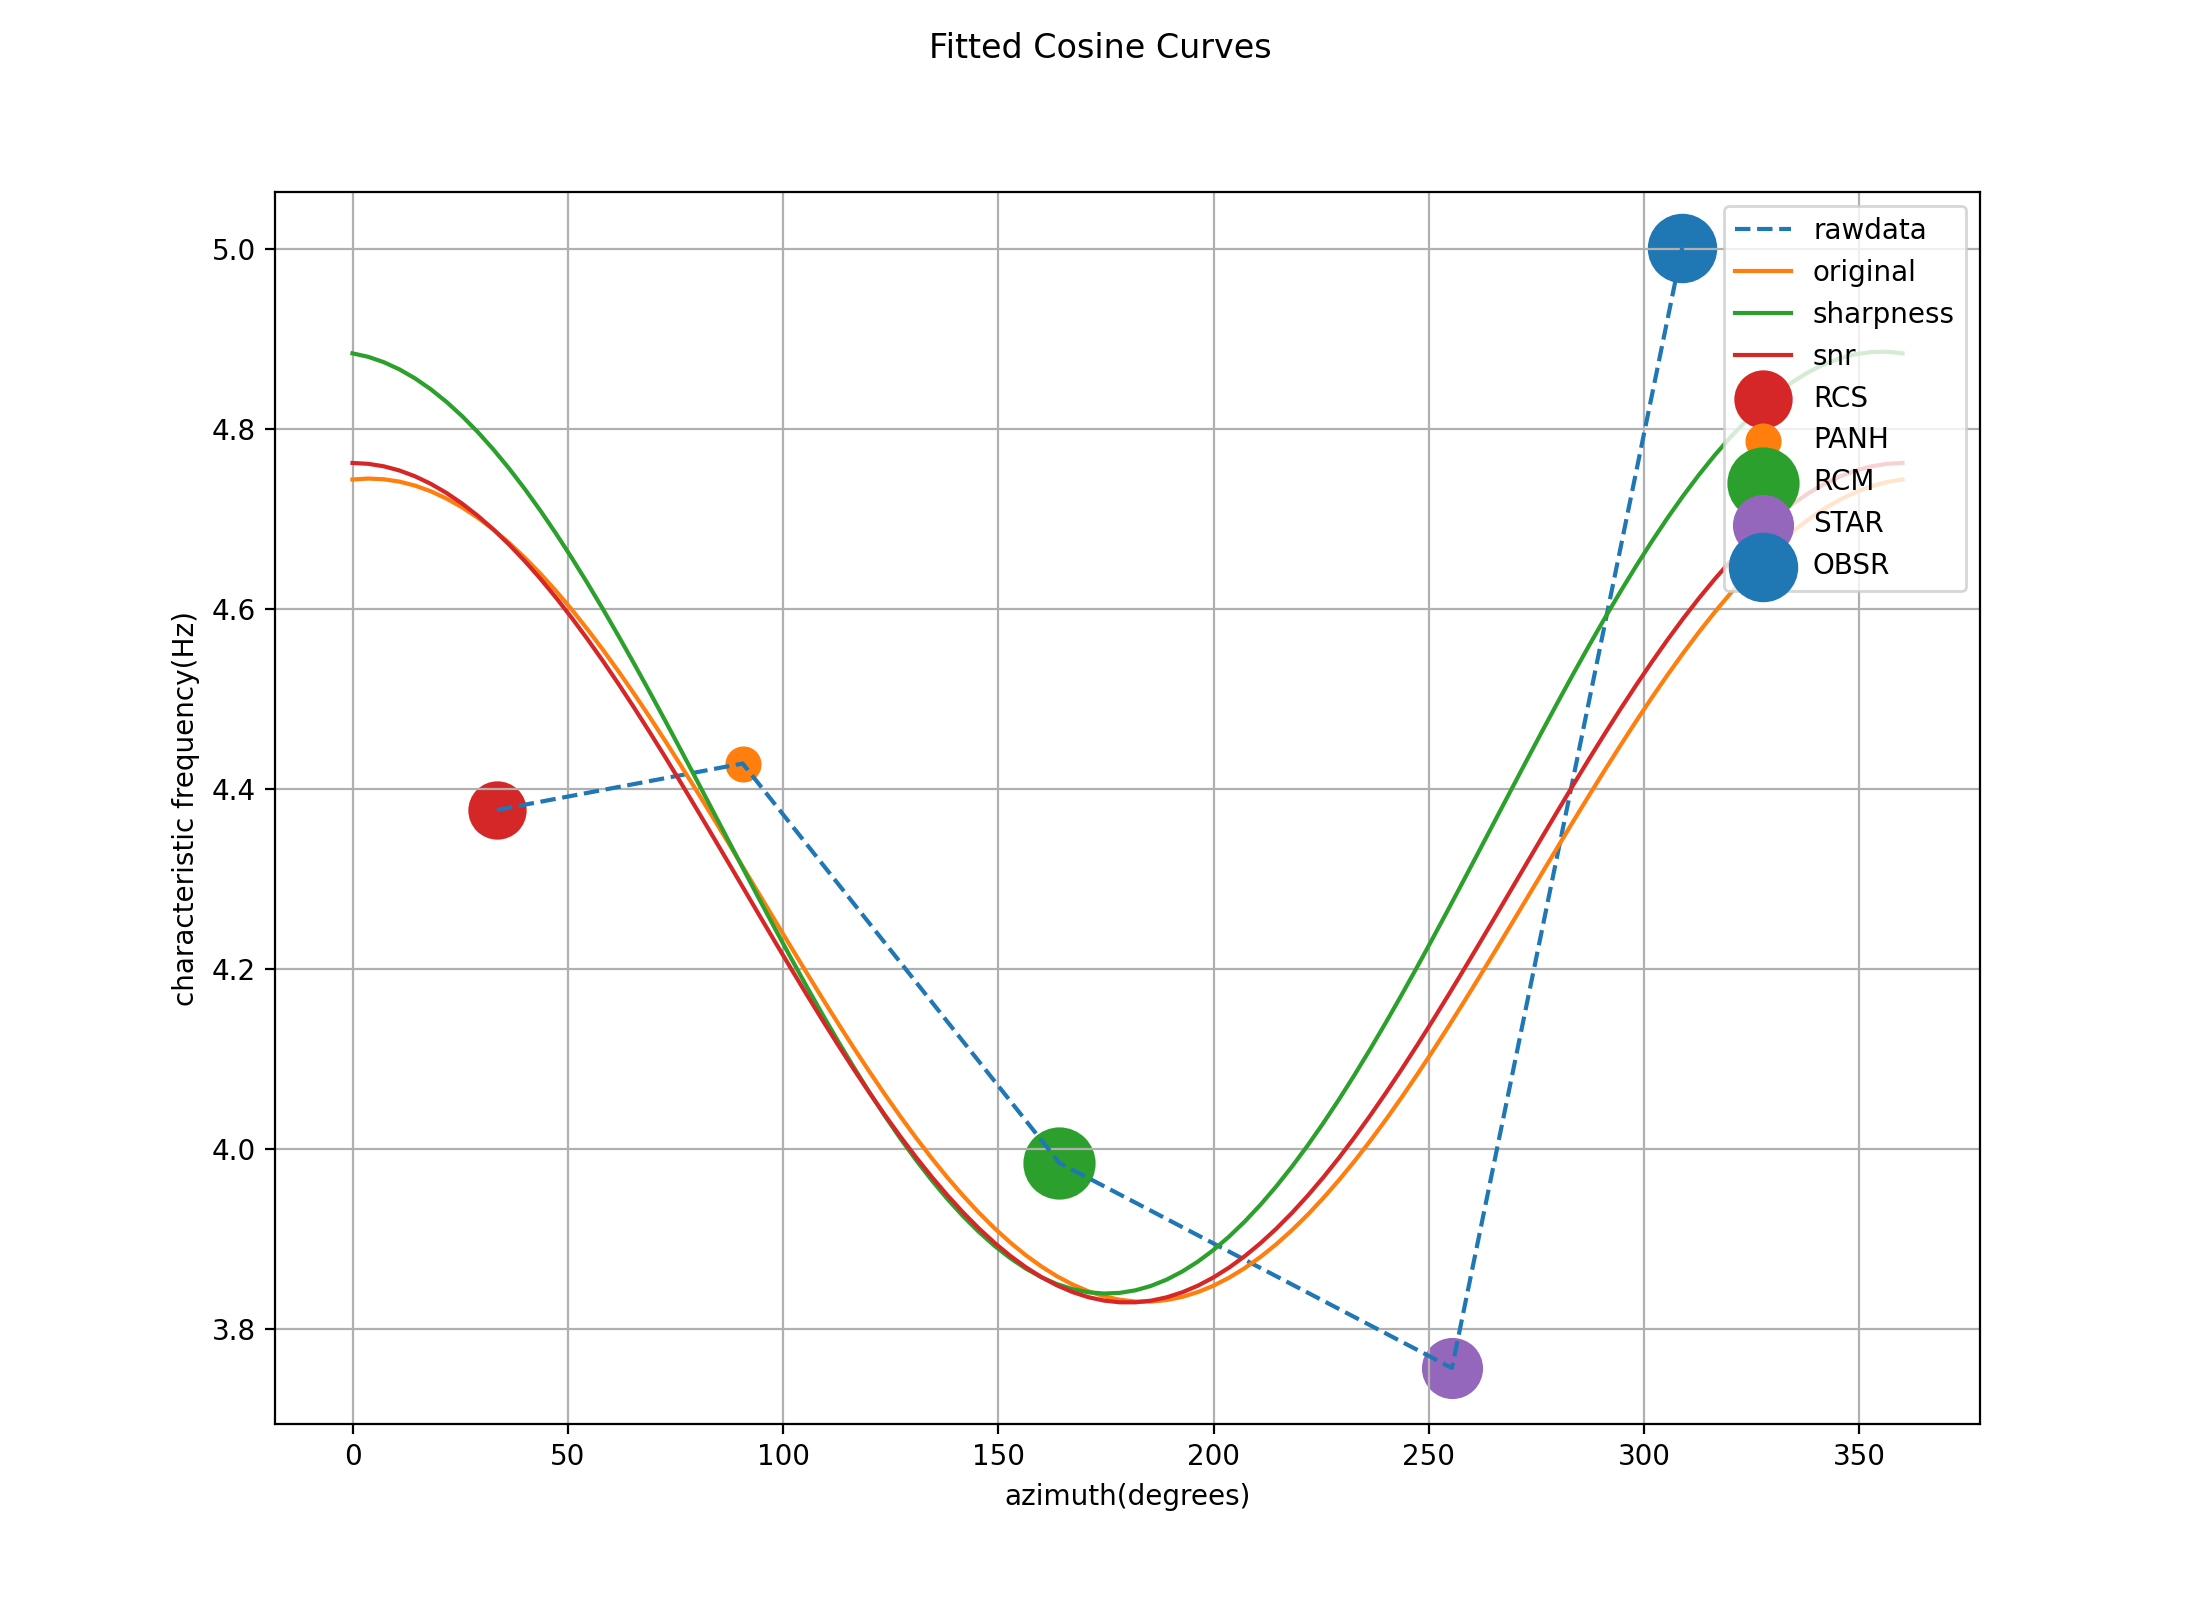 Fitted Cosine Curves
characteristic frequency(Hz)
5.0
4.8
4.6
4.4
4.2
4.0
3.8
rawdata
original
sharpness
snr
RCS
PANH
RCM
STAR
OBSR
0 50 100 150 200 250 300 350
azimuth(degrees)